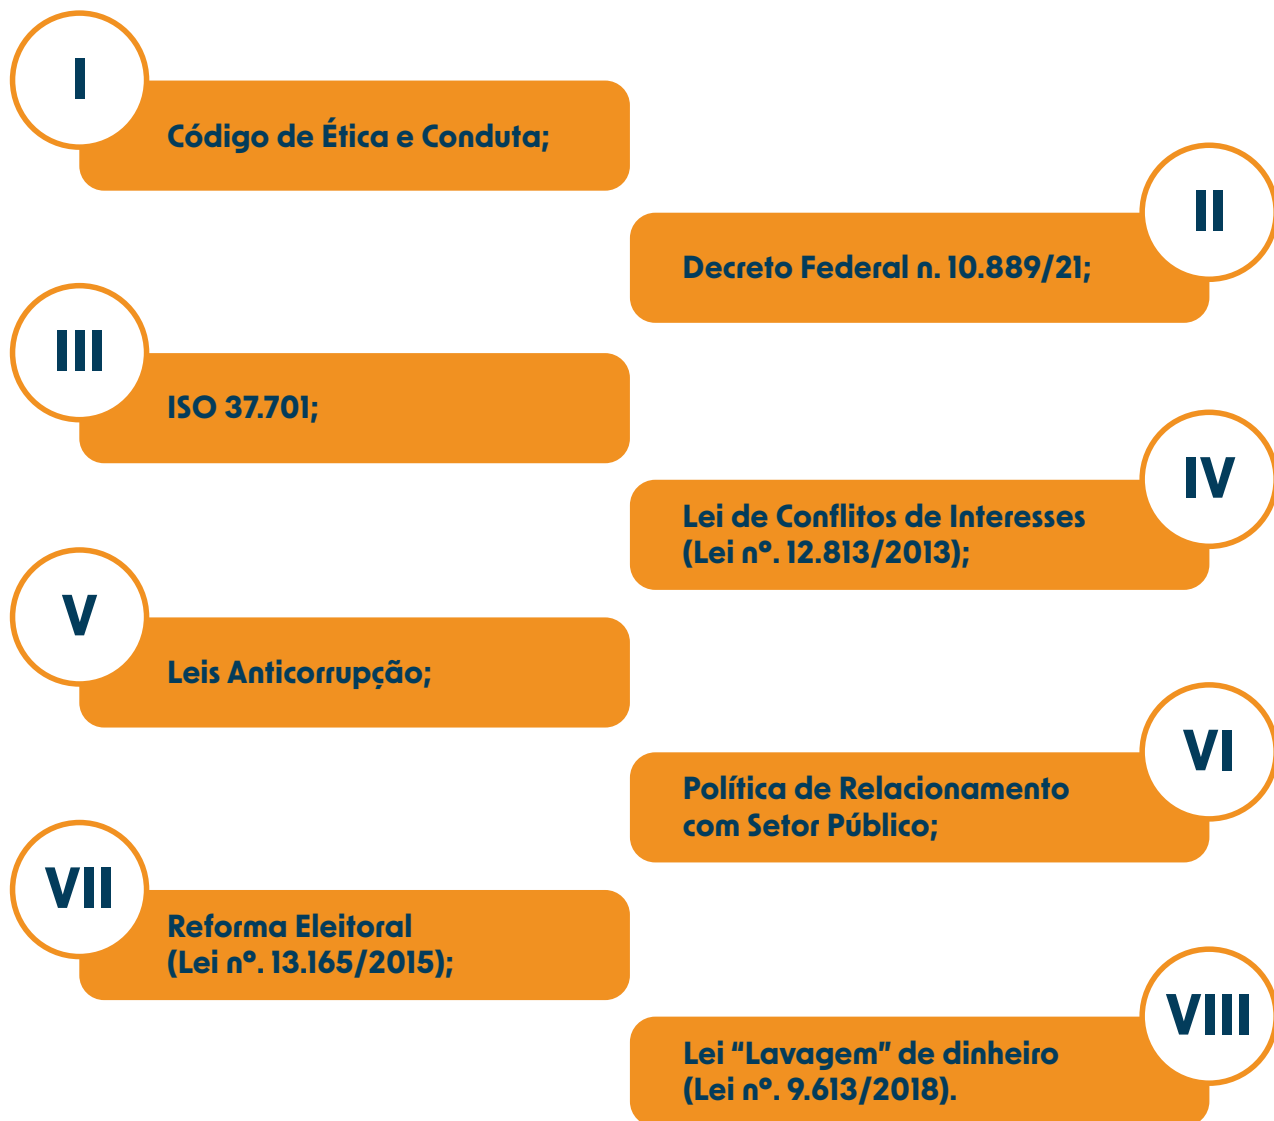 I
Código de Ética e Conduta;
II
Decreto Federal n. 10.889/21;
III
ISO 37.701;
IV
Lei de Conflitos de Interesses
(Lei nº. 12.813/2013);
V
Leis Anticorrupção;
VI
Política de Relacionamento
com Setor Público;
VII
Reforma Eleitoral
(Lei nº. 13.165/2015);
VIII
Lei “Lavagem” de dinheiro
(Lei nº. 9.613/2018).